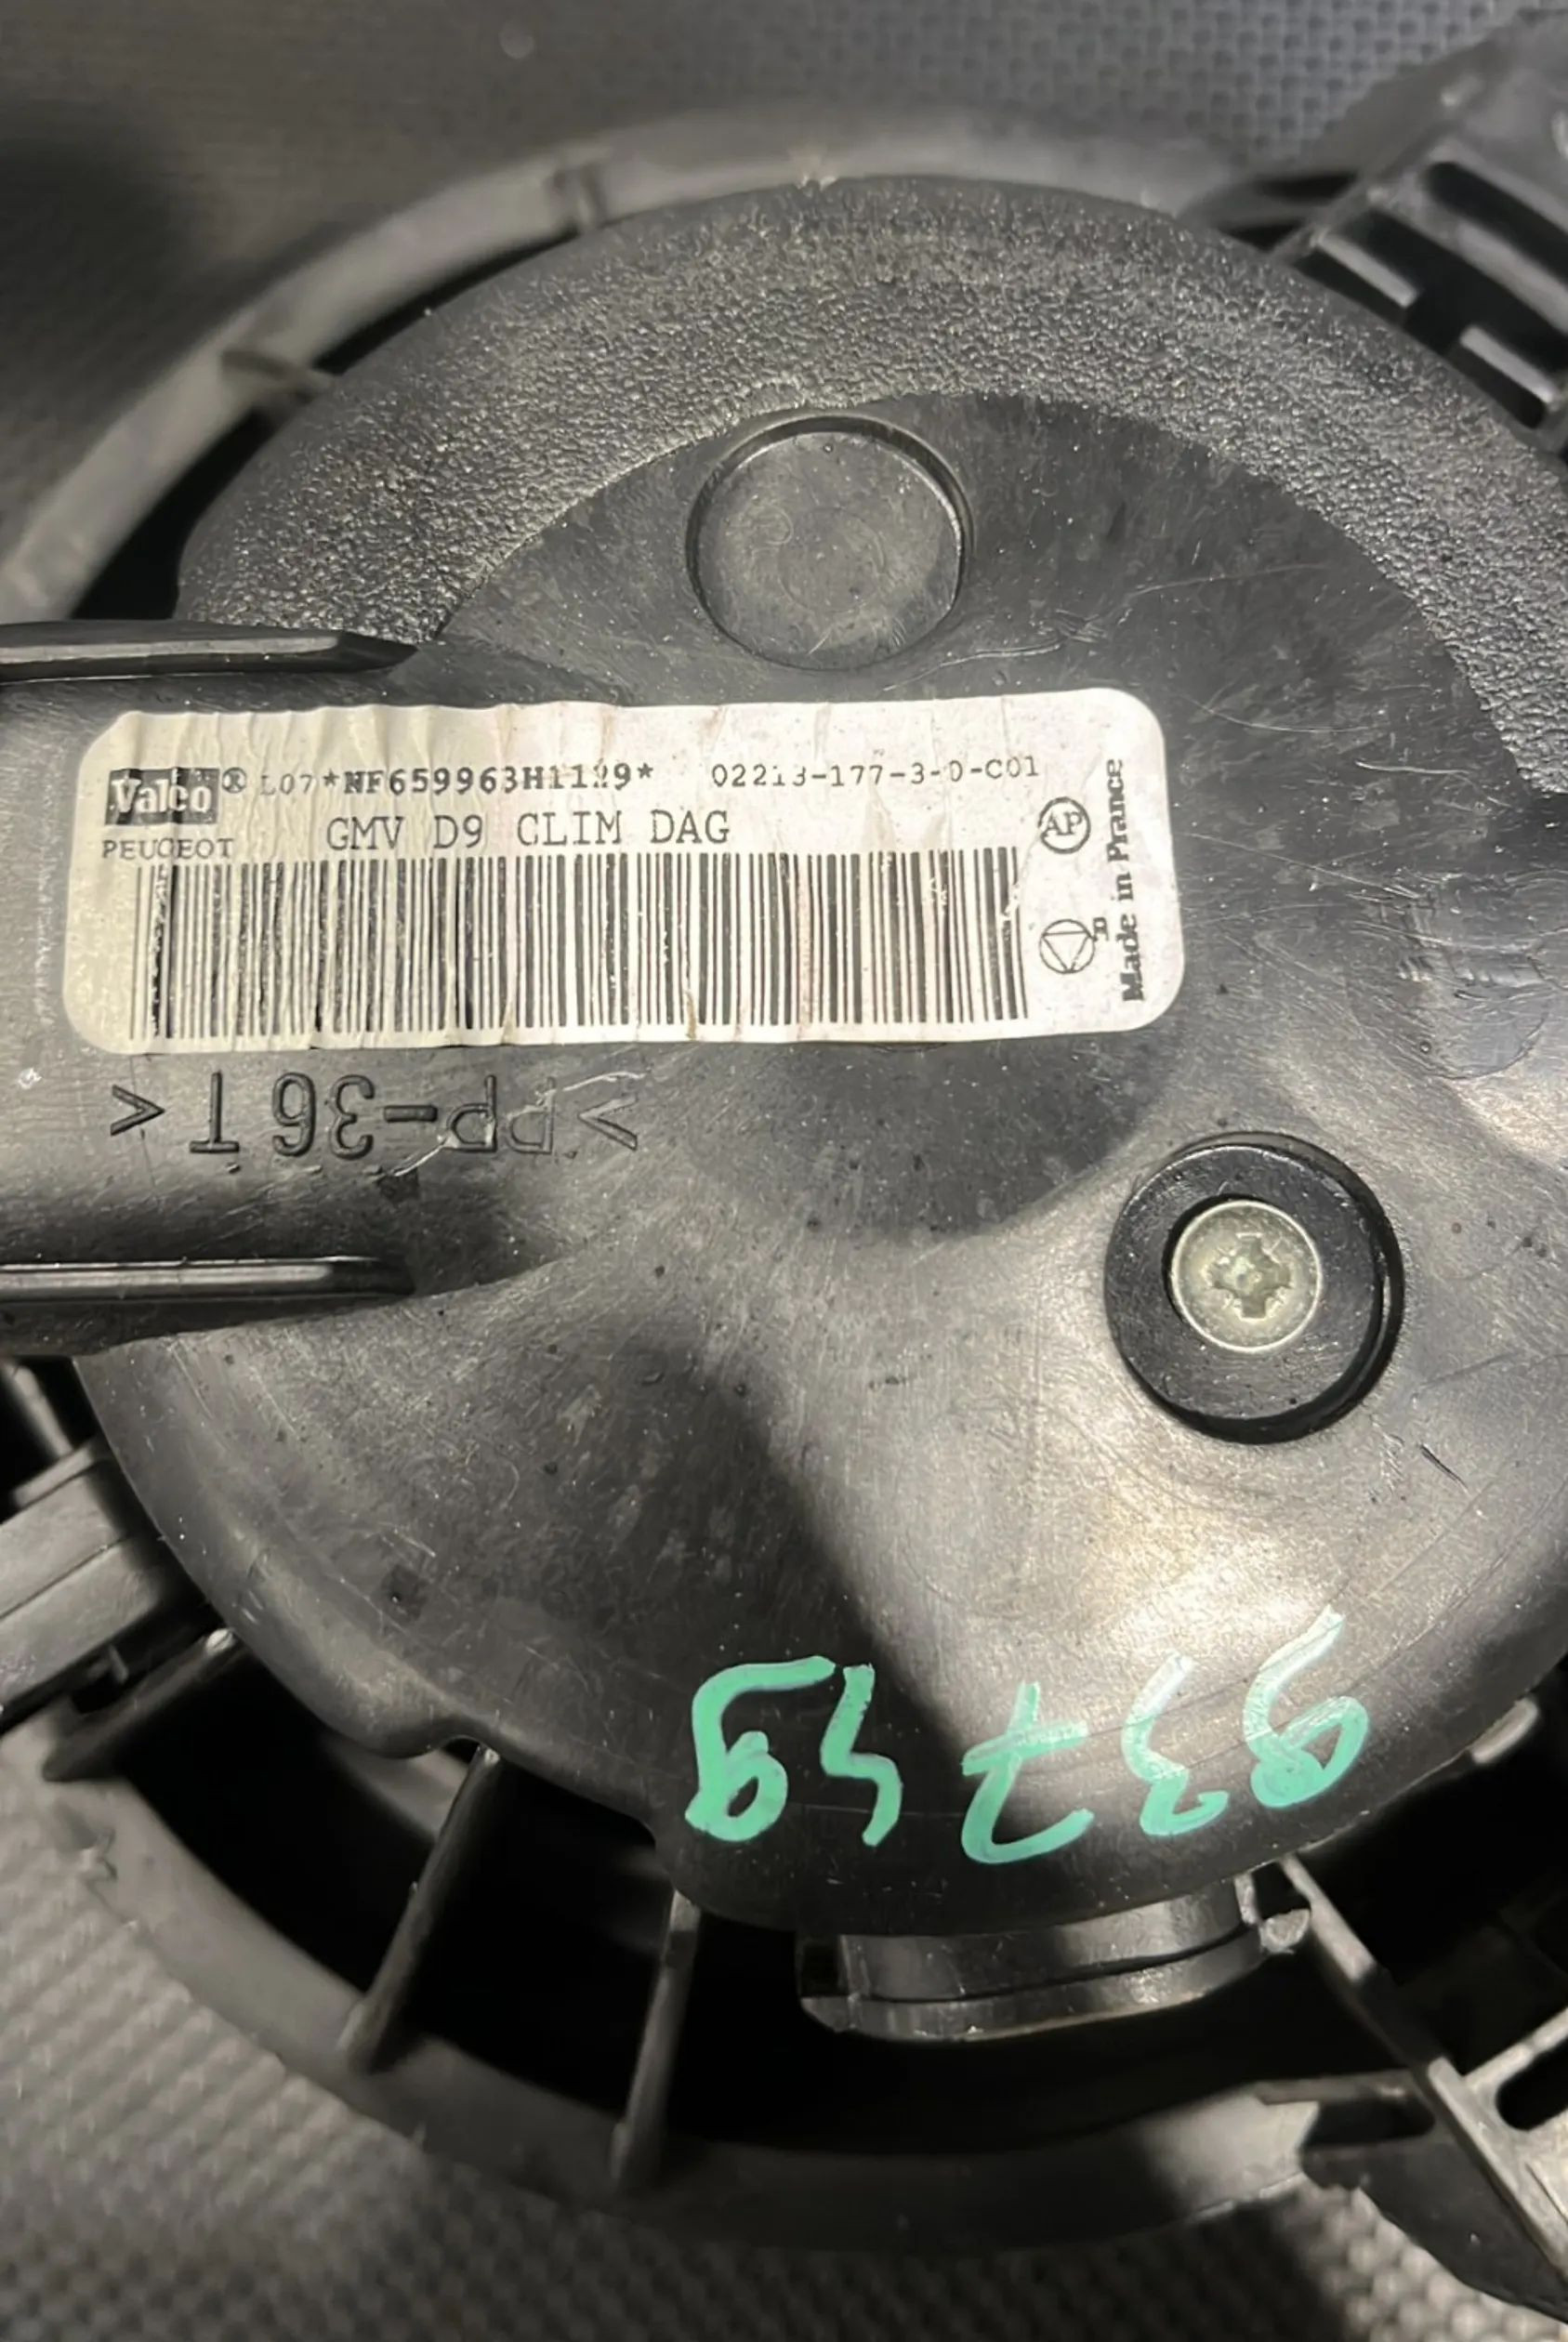 Valeo® L07*NF659963H1129* 02213-177-3-0-C01
PEUGEOT GMV D9 CLIM DAG
AP
Made in France
>PP-36T<
93749